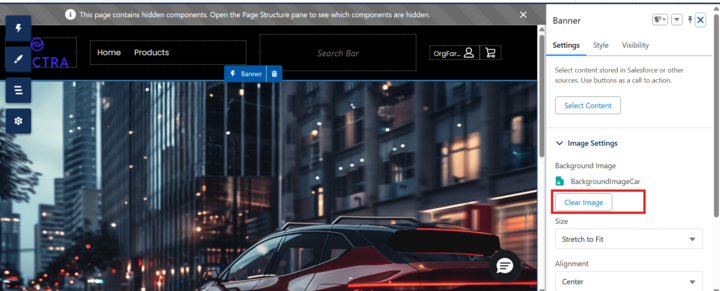 This page contains hidden components. Open the Page Structure pane to see which components are hidden.
CTRA
Home
Products
Search Bar
OrgFar...
Banner
Banner
Settings
Style
Visibility
Select content stored in Salesforce or other
sources. Use buttons as a call to action.
Select Content
Image Settings
Background Image
BackgroundImageCar
Clear Image
Size
Stretch to Fit
Alignment
Center